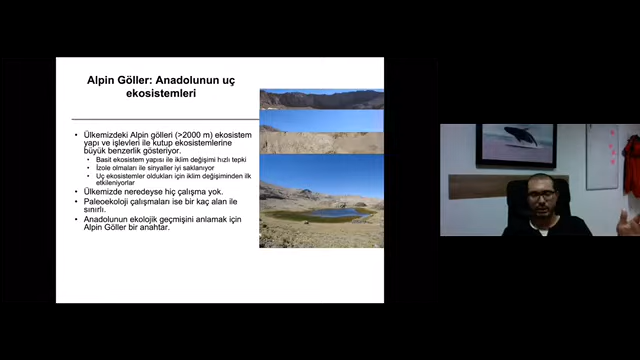 Alpin Göller: Anadolunun uç
ekosistemleri
• Ülkemizdeki Alpin gölleri (>2000 m) ekosistem
yapı ve işlevleri ile kutup ekosistemlerine
büyük benzerlik gösteriyor.
• Basit ekosistem yapısı ile iklim değişimi hızlı tepki
• İzole olmaları ile sinyaller iyi saklanıyor
• Uç ekosistemler oldukları için iklim değişiminden ilk
etkileniyorlar
• Ülkemizde neredeyse hiç çalışma yok.
• Paleoekoloji çalışmaları ise bir kaç alan ile
sınırlı.
• Anadolunun ekolojik geçmişini anlamak için
Alpin Göller bir anahtar.